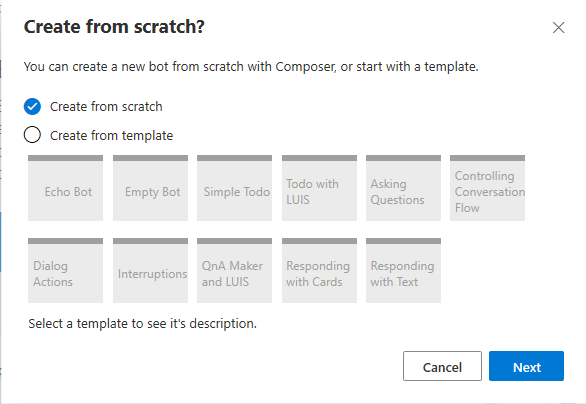 Create from scratch?
You can create a new bot from scratch with Composer, or start with a template.
Create from scratch
Create from template
Echo Bot
Empty Bot
Simple Todo
Todo with
LUIS
Asking
Questions
Controlling
Conversation
Flow
Dialog
Actions
Interruptions
QnA Maker
and LUIS
Responding
with Cards
Responding
with Text
Select a template to see it's description.
Cancel
Next